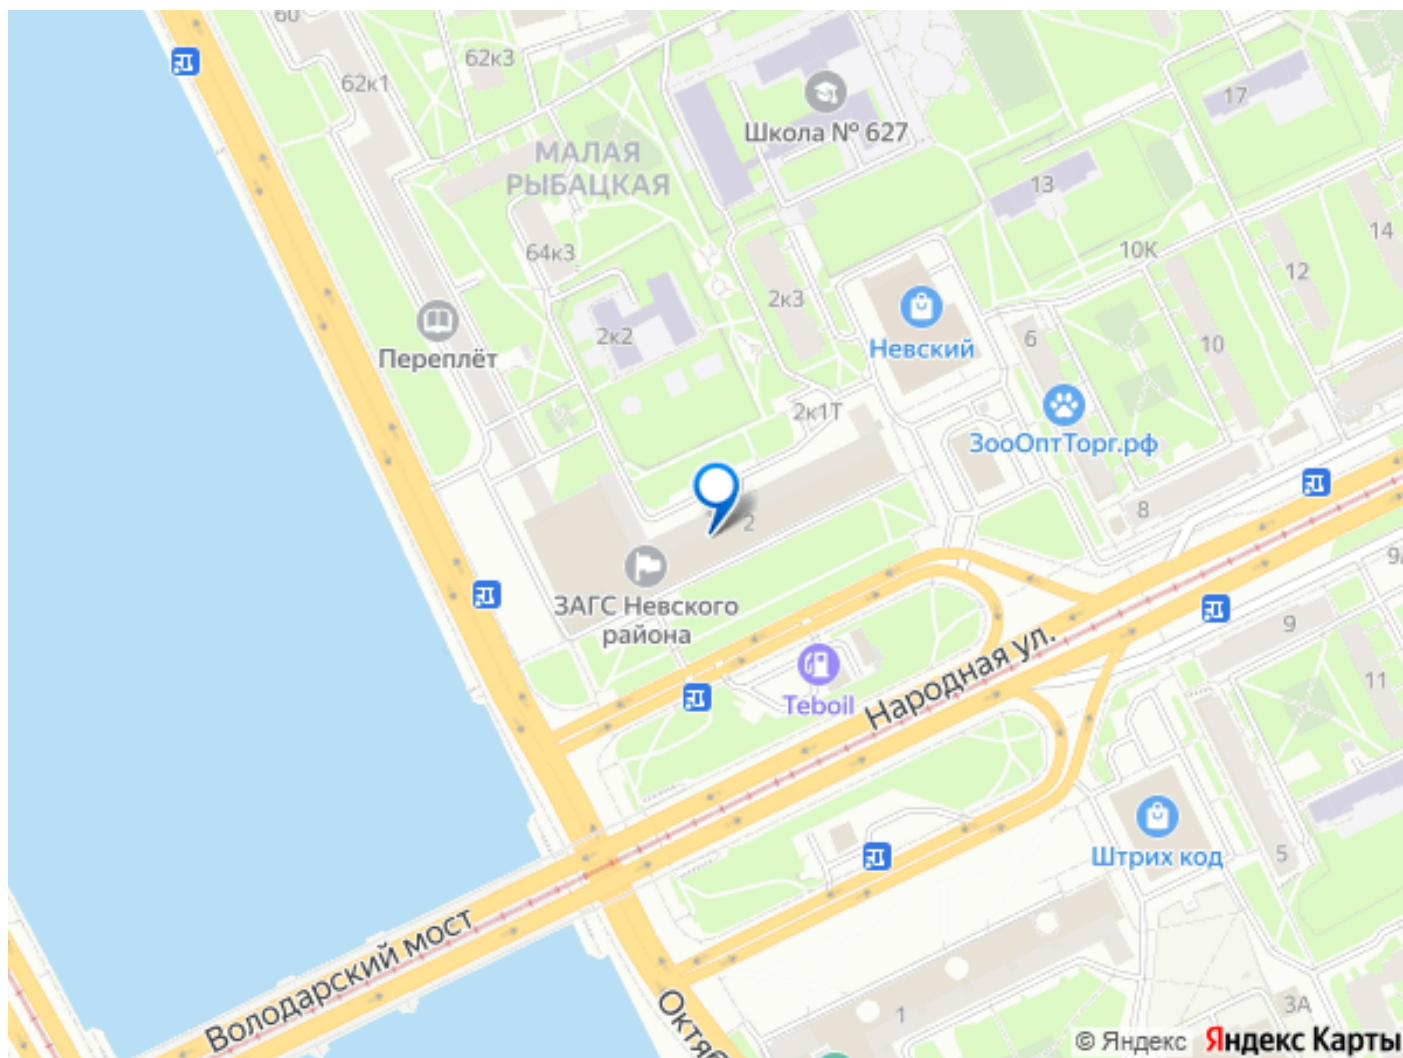 60
62к3
62к1
17
Школа № 627
МАЛАЯ
РЫБАЦКАЯ
13
14
64к3
10К
12
2к3
2к2
Невский
6
10
Переплёт
2к1Т
ЗооОптТорг.рф
2
8
ЗАГС Невского
района
9
11
Teboil
Народная ул.
Штрих код
5
Володарский мост
1
3А
© Яндекс Яндекс Карты